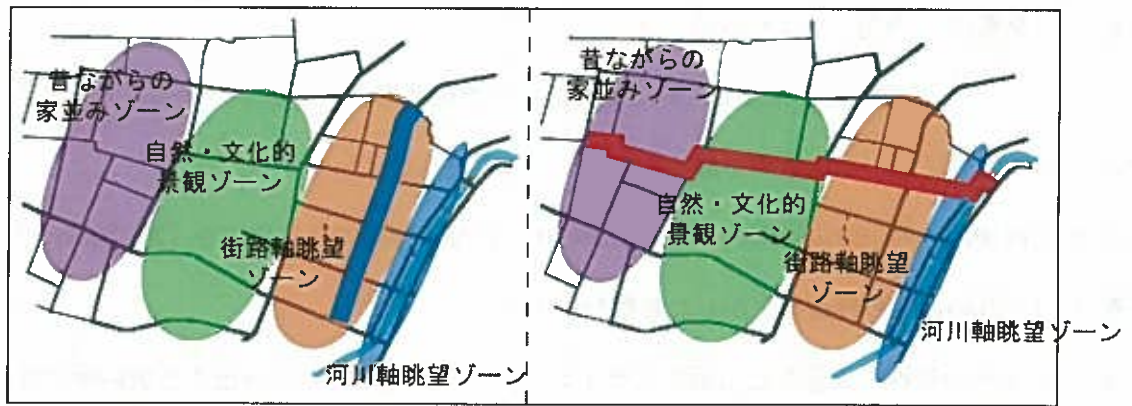 昔ながらの
家並みゾーン
自然・文化的
景観ゾーン
街路軸眺望
ゾーン
河川軸眺望ゾーン
昔ながらの
家並みゾーン
自然・文化的
景観ゾーン
街路軸眺望
ゾーン
河川軸眺望ゾーン